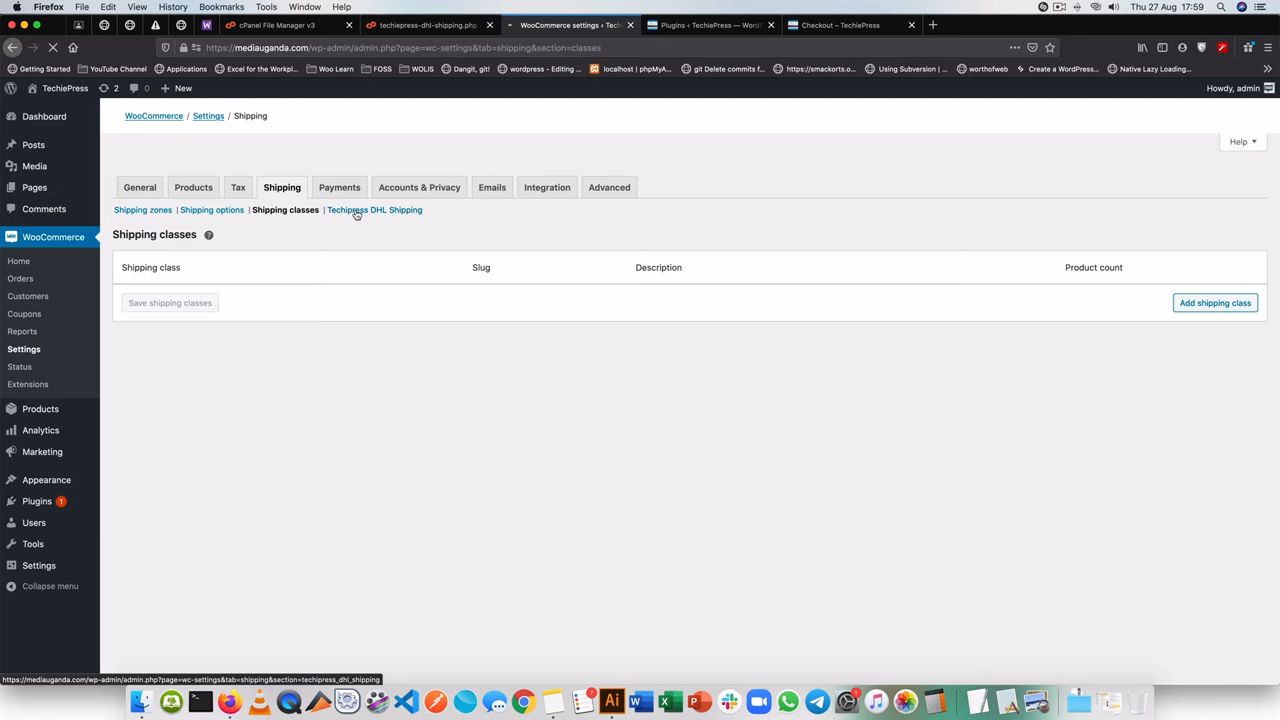 Firefox File Edit View History Bookmarks Tools Window Help Thu 27 Aug 17:59
cPanel File Manager v3 × techiepress-dhl-shipping.php × WooCommerce settings ‹ Tech × Plugins ‹ TechiePress — WordP × Checkout – TechiePress × +
https://mediauganda.com/wp-admin/admin.php?page=wc-settings&tab=shipping&section=classes
Getting Started YouTube Channel Applications Excel for the Workpl... Woo Learn FOSS WOLIS Dangit, git! wordpress - Editing ... localhost | phpMyA... git Delete commits f... https://smackorts.o... Using Subversion | ... worthofweb Create a WordPress... Native Lazy Loading...
TechiePress 2 0 + New Howdy, admin
Dashboard
Posts
Media
Pages
Comments
WooCommerce
Home
Orders
Customers
Coupons
Reports
Settings
Status
Extensions
Products
Analytics
Marketing
Appearance
Plugins 1
Users
Tools
Settings
Collapse menu
WooCommerce / Settings / Shipping
Help ▼
General Products Tax Shipping Payments Accounts & Privacy Emails Integration Advanced
Shipping zones | Shipping options | Shipping classes | Techipress DHL Shipping
Shipping classes ?
Shipping class Slug Description Product count
Save shipping classes Add shipping class
https://mediauganda.com/wp-admin/admin.php?page=wc-settings&tab=shipping&section=techipress_dhl_shipping